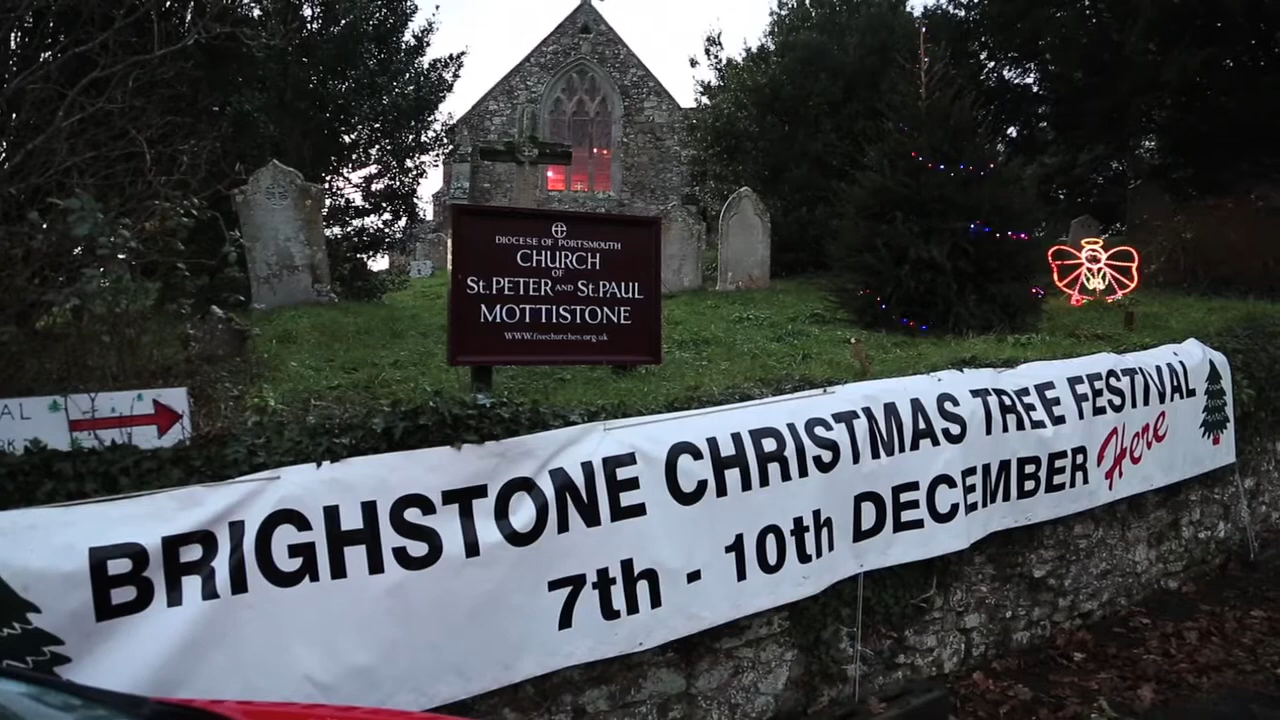 DIOCESE OF PORTSMOUTH
CHURCH
OF
St. PETER AND St. PAUL
MOTTISTONE
www.fivechurches.org.uk
AL
RK
BRIGHSTONE CHRISTMAS TREE FESTIVAL
7th - 10th DECEMBER Here